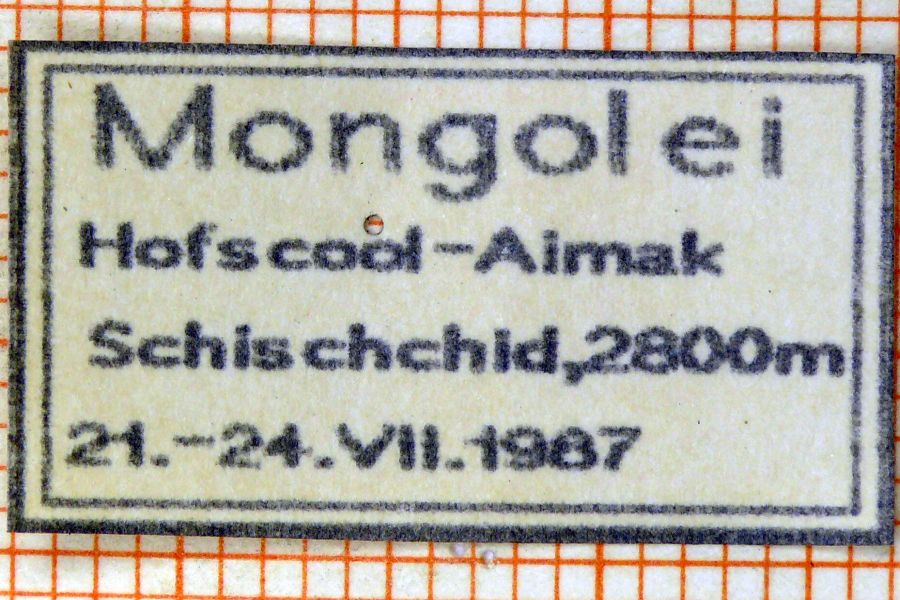 Mongolei
Hofscool-Aimak
Schischchid,2800m
21.-24.VII.1987